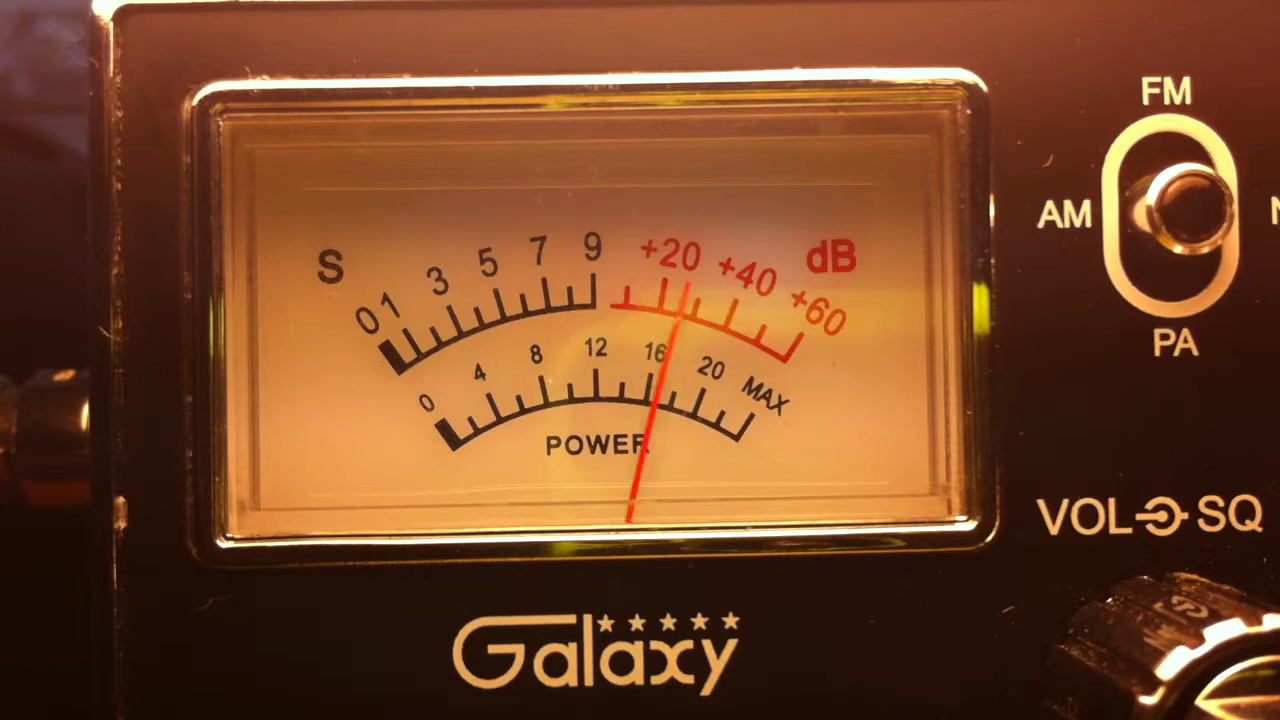 FM
AM
PA
S 0 1 3 5 7 9 +20 +40 +60 dB
0 4 8 12 16 20 MAX
POWER
VOL SQ
Galaxy